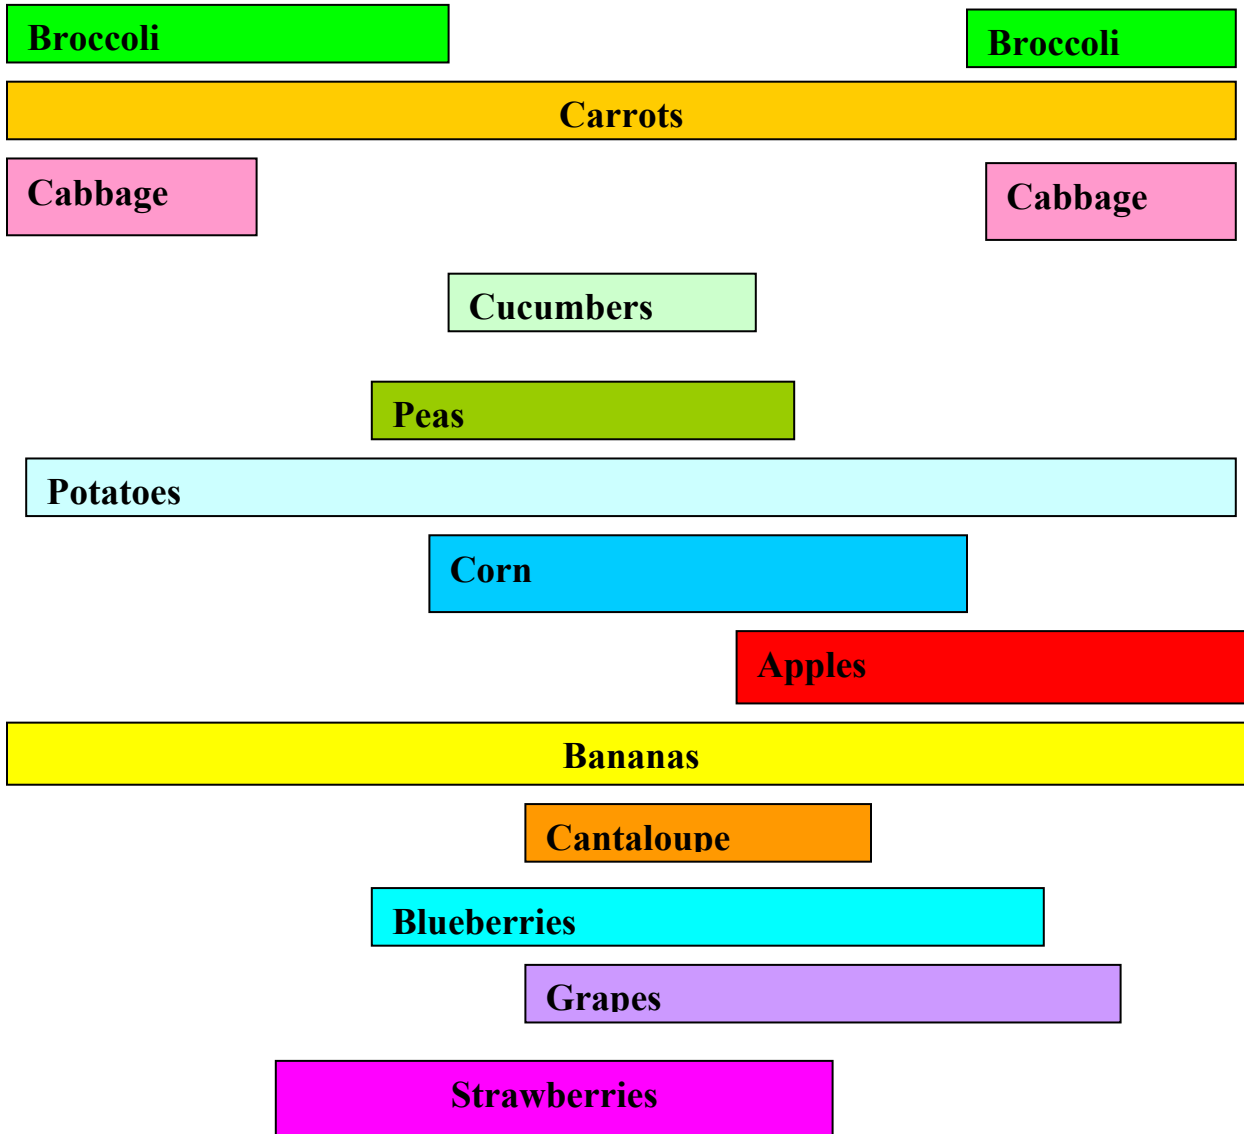 Broccoli
Broccoli
Carrots
Cabbage
Cabbage
Cucumbers
Peas
Potatoes
Corn
Apples
Bananas
Cantaloupe
Blueberries
Grapes
Strawberries